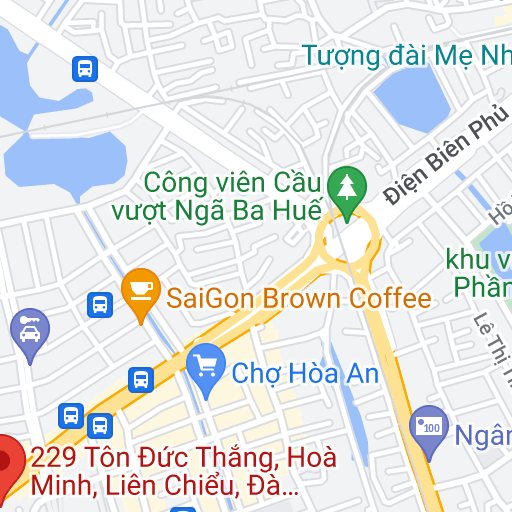 Tượng đài Mẹ Nh
Điện Biên Phủ
Công viên Cầu
vượt Ngã Ba Huế
Hồ
khu v
Phần
SaiGon Brown Coffee
Lê Thị T
Chợ Hòa An
100
Ngân
229 Tôn Đức Thắng, Hoà
Minh, Liên Chiểu, Đà...